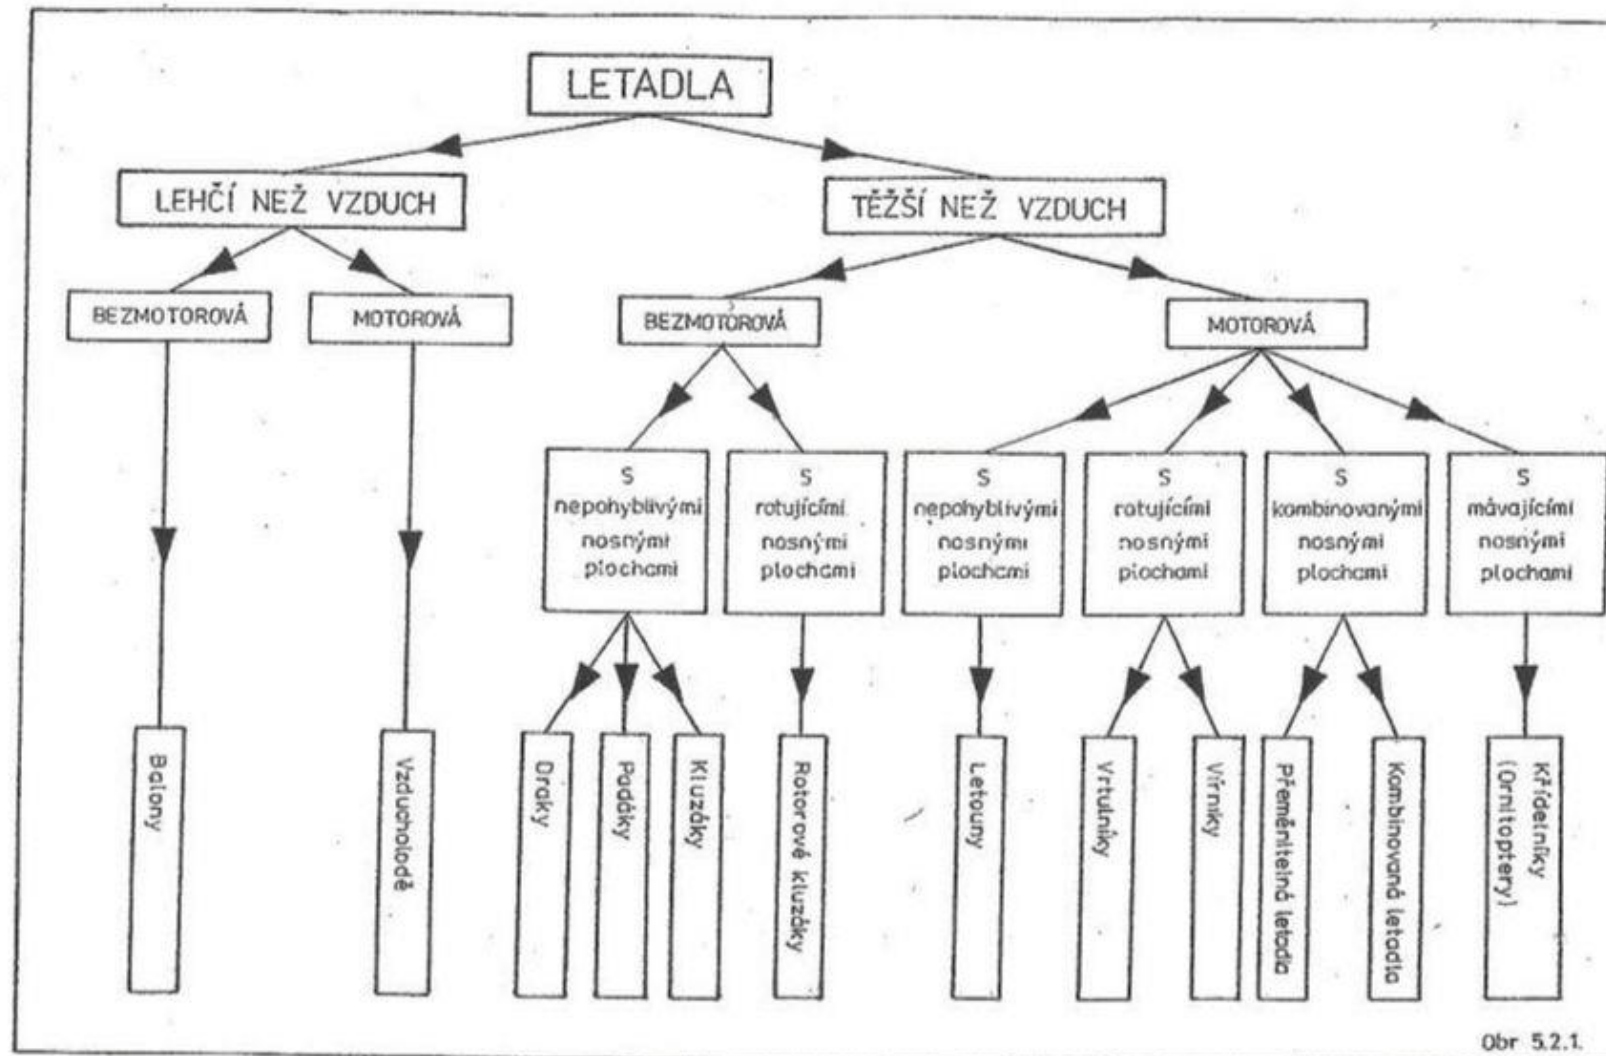 LETADLA
LEHČÍ NEŽ VZDUCH
TĚŽŠÍ NEŽ VZDUCH
BEZMOTOROVÁ
MOTOROVÁ
BEZMOTOROVÁ
MOTOROVÁ
S
nepohyblivými
nosnými
plochami
S
rotujícími
nosnými
plochami
S
nepohyblivými
nosnými
plochami
S
rotujícími
nosnými
plochami
S
kombinovanými
nosnými
plochami
S
mávajícími
nosnými
plochami
Balony
Vzducholodě
Draky
Padáky
Kluzáky
Rotorové kluzáky
Letouny
Vrtulníky
Vírníky
Přeměnitelná letadla
Kombinovaná letadla
Křídelníky
(Ornitoptery)
Obr 5.2.1.